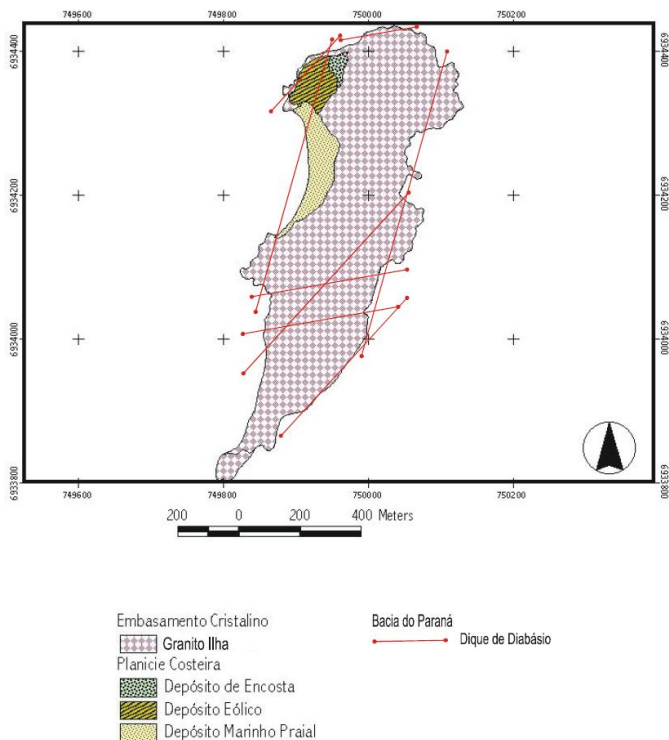 749600 749800 750000 750200
6934400 6934400
6934200 6934200
6934000 6934000
6933800 6933800
749600 749800 750000 750200
200 0 200 400 Meters
Embasamento Cristalino
Granito Ilha
Planicie Costeira
Depósito de Encosta
Depósito Eólico
Depósito Marinho Praial
Bacia do Paraná
Dique de Diabásio